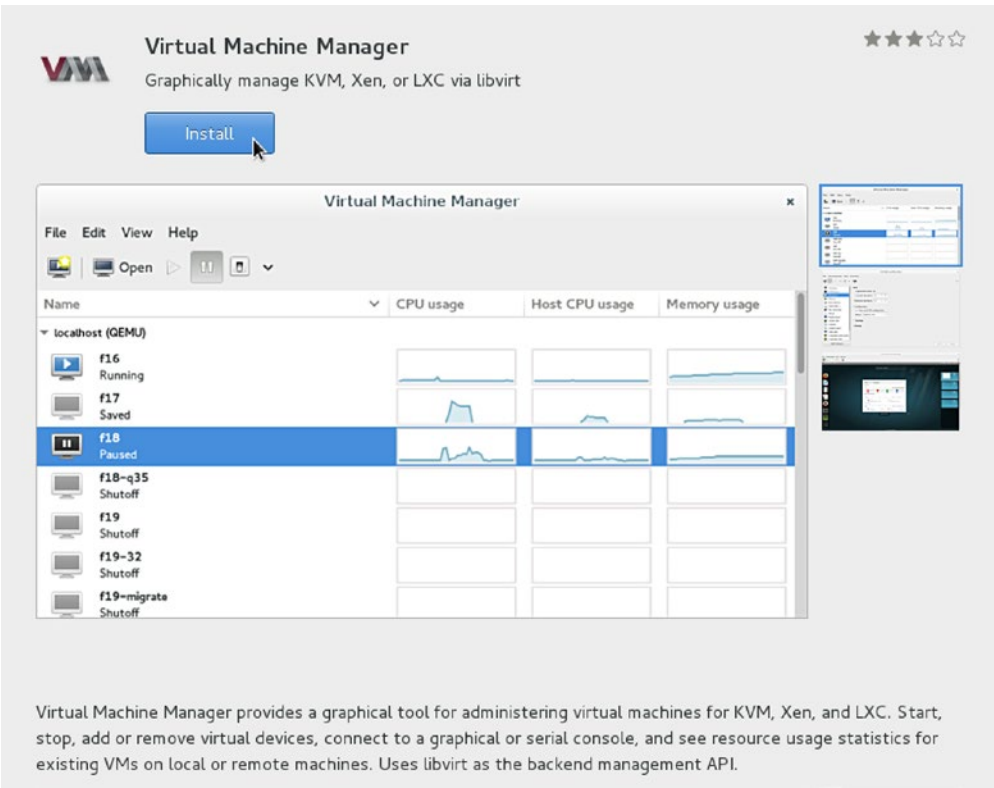 VMM
Virtual Machine Manager
Graphically manage KVM, Xen, or LXC via libvirt
Install
Virtual Machine Manager
File Edit View Help
Open
Name CPU usage Host CPU usage Memory usage
localhost (QEMU)
f16
Running
f17
Saved
f18
Paused
f18-q35
Shutoff
f19
Shutoff
f19-32
Shutoff
f19-migrate
Shutoff
Virtual Machine Manager provides a graphical tool for administering virtual machines for KVM, Xen, and LXC. Start,
stop, add or remove virtual devices, connect to a graphical or serial console, and see resource usage statistics for
existing VMs on local or remote machines. Uses libvirt as the backend management API.